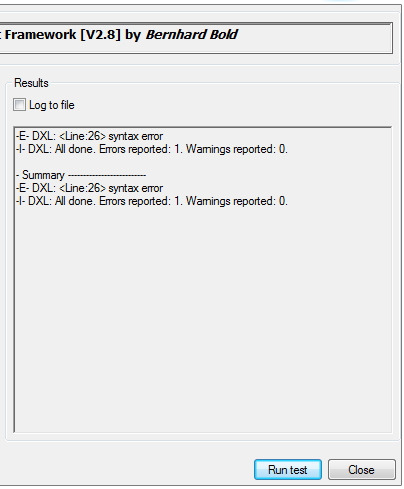 Framework [V2.8] by Bernhard Bold
Results
Log to file
-E- DXL: <Line:26> syntax error
-I- DXL: All done. Errors reported: 1. Warnings reported: 0.
- Summary --------------------------
-E- DXL: <Line:26> syntax error
-I- DXL: All done. Errors reported: 1. Warnings reported: 0.
Run test
Close